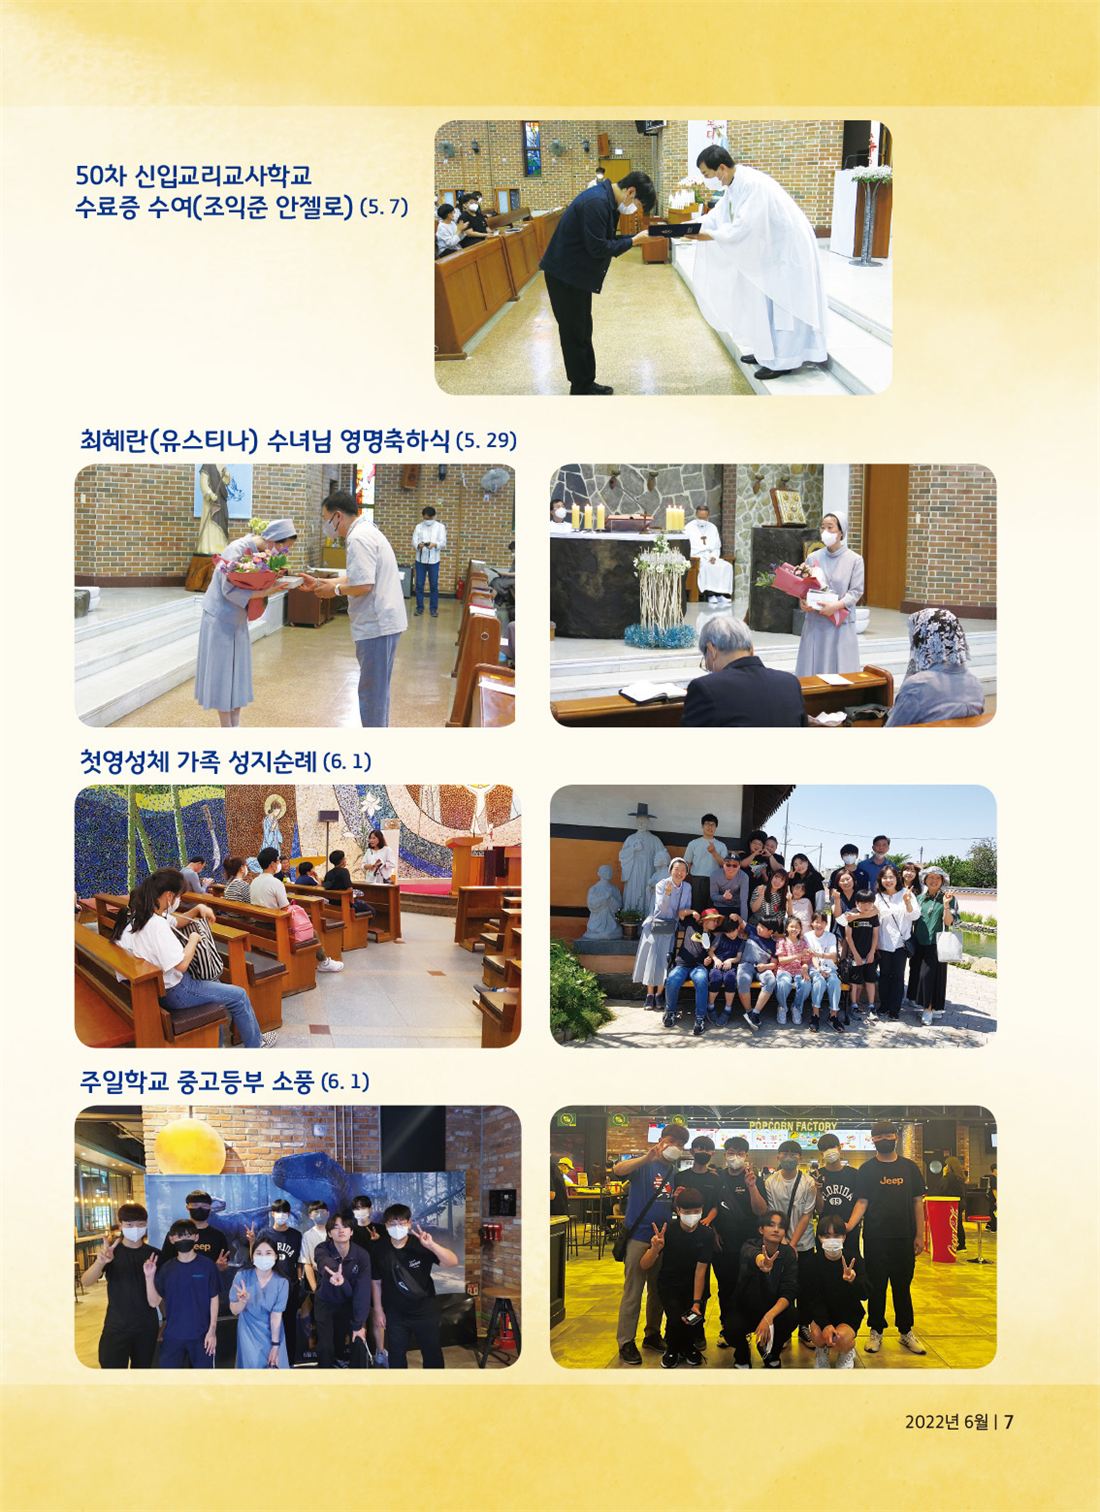 50차 신입교리교사학교
수료증 수여(조익준 안젤로) (5. 7)
최혜란(유스티나) 수녀님 영명축하식 (5. 29)
첫영성체 가족 성지순례 (6. 1)
주일학교 중고등부 소풍 (6. 1)
Jeep
FLORIDA
POPCORN FACTORY
Jeep
FLORIDA
2022년 6월 | 7